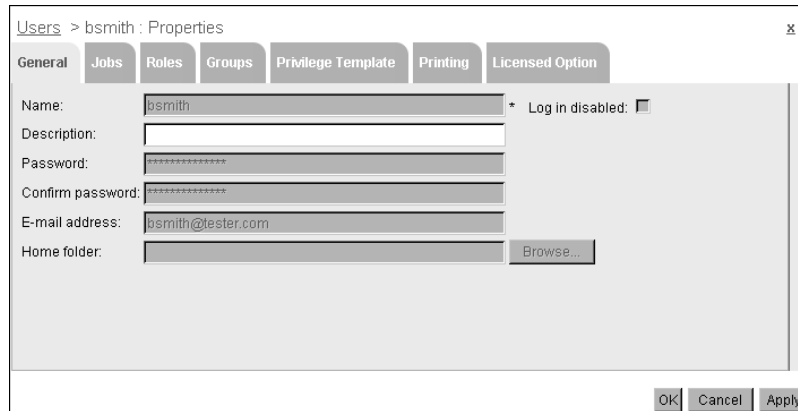 Users > bsmith : Properties x
General Jobs Roles Groups Privilege Template Printing Licensed Option
Name: bsmith * Log in disabled:
Description:
Password: **************
Confirm password: **************
E-mail address: bsmith@tester.com
Home folder: Browse...
OK Cancel Apply